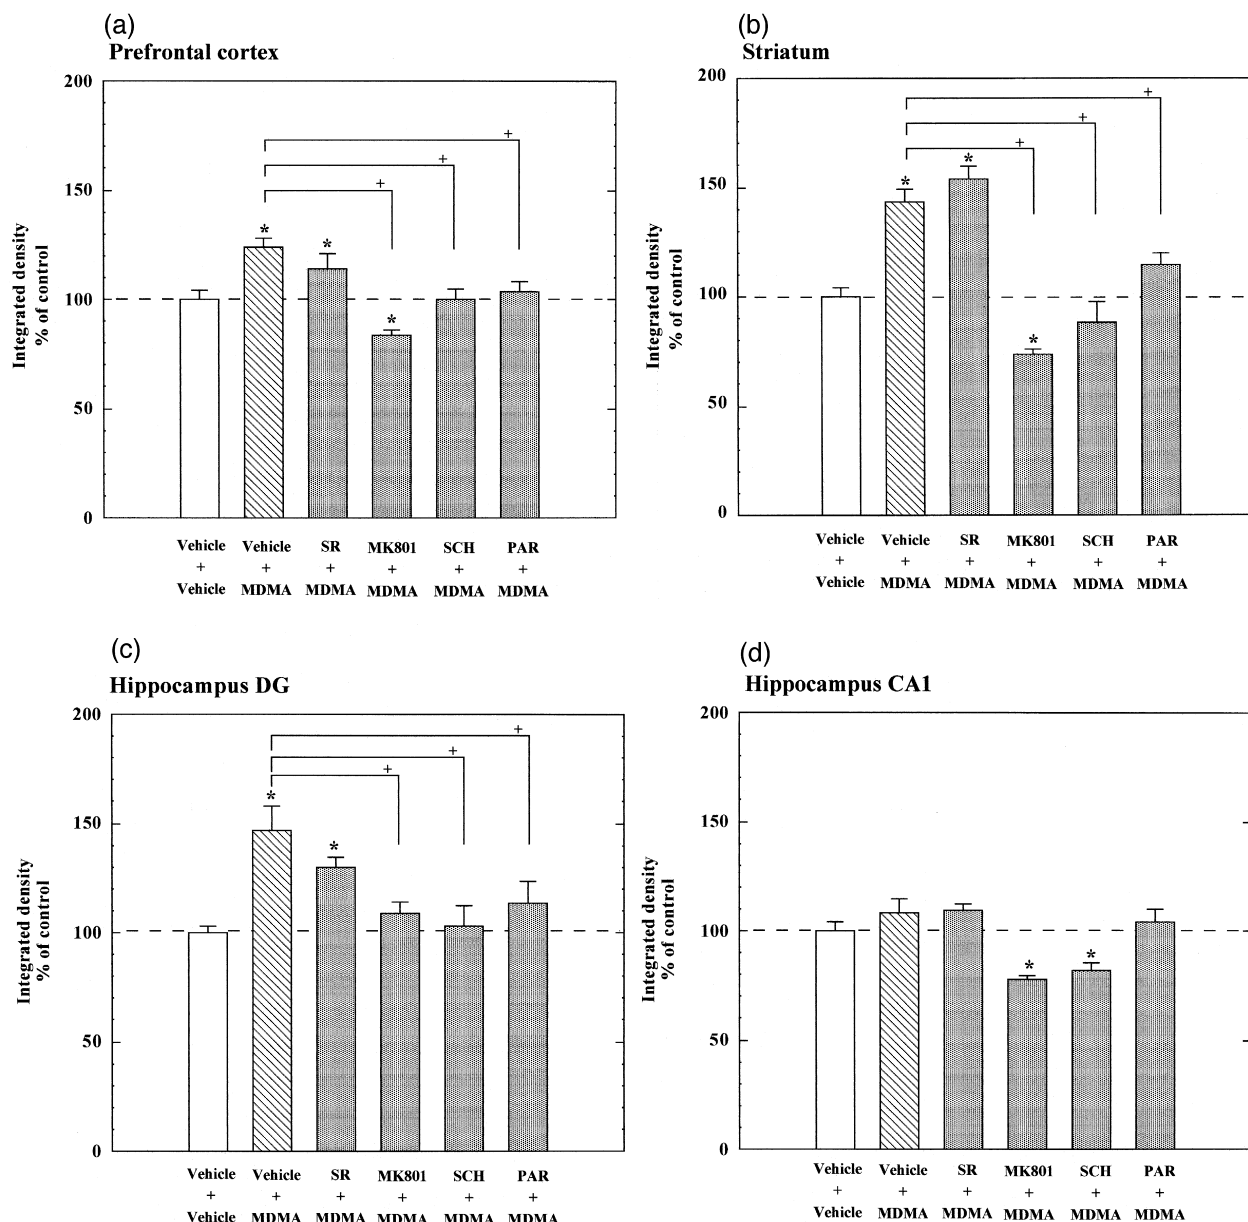 (a)
Prefrontal cortex
200
150
100
50
0
Integrated density
% of control
+
+
+
*
*
*
Vehicle Vehicle SR MK801 SCH PAR
+ + + + + +
Vehicle MDMA MDMA MDMA MDMA MDMA
(b)
Striatum
200
150
100
50
0
Integrated density
% of control
+
+
+
*
*
*
Vehicle Vehicle SR MK801 SCH PAR
+ + + + + +
Vehicle MDMA MDMA MDMA MDMA MDMA
(c)
Hippocampus DG
200
150
100
50
0
Integrated density
% of control
+
+
+
*
*
Vehicle Vehicle SR MK801 SCH PAR
+ + + + + +
Vehicle MDMA MDMA MDMA MDMA MDMA
(d)
Hippocampus CA1
200
150
100
50
0
Integrated density
% of control
* *
Vehicle Vehicle SR MK801 SCH PAR
+ + + + + +
Vehicle MDMA MDMA MDMA MDMA MDMA